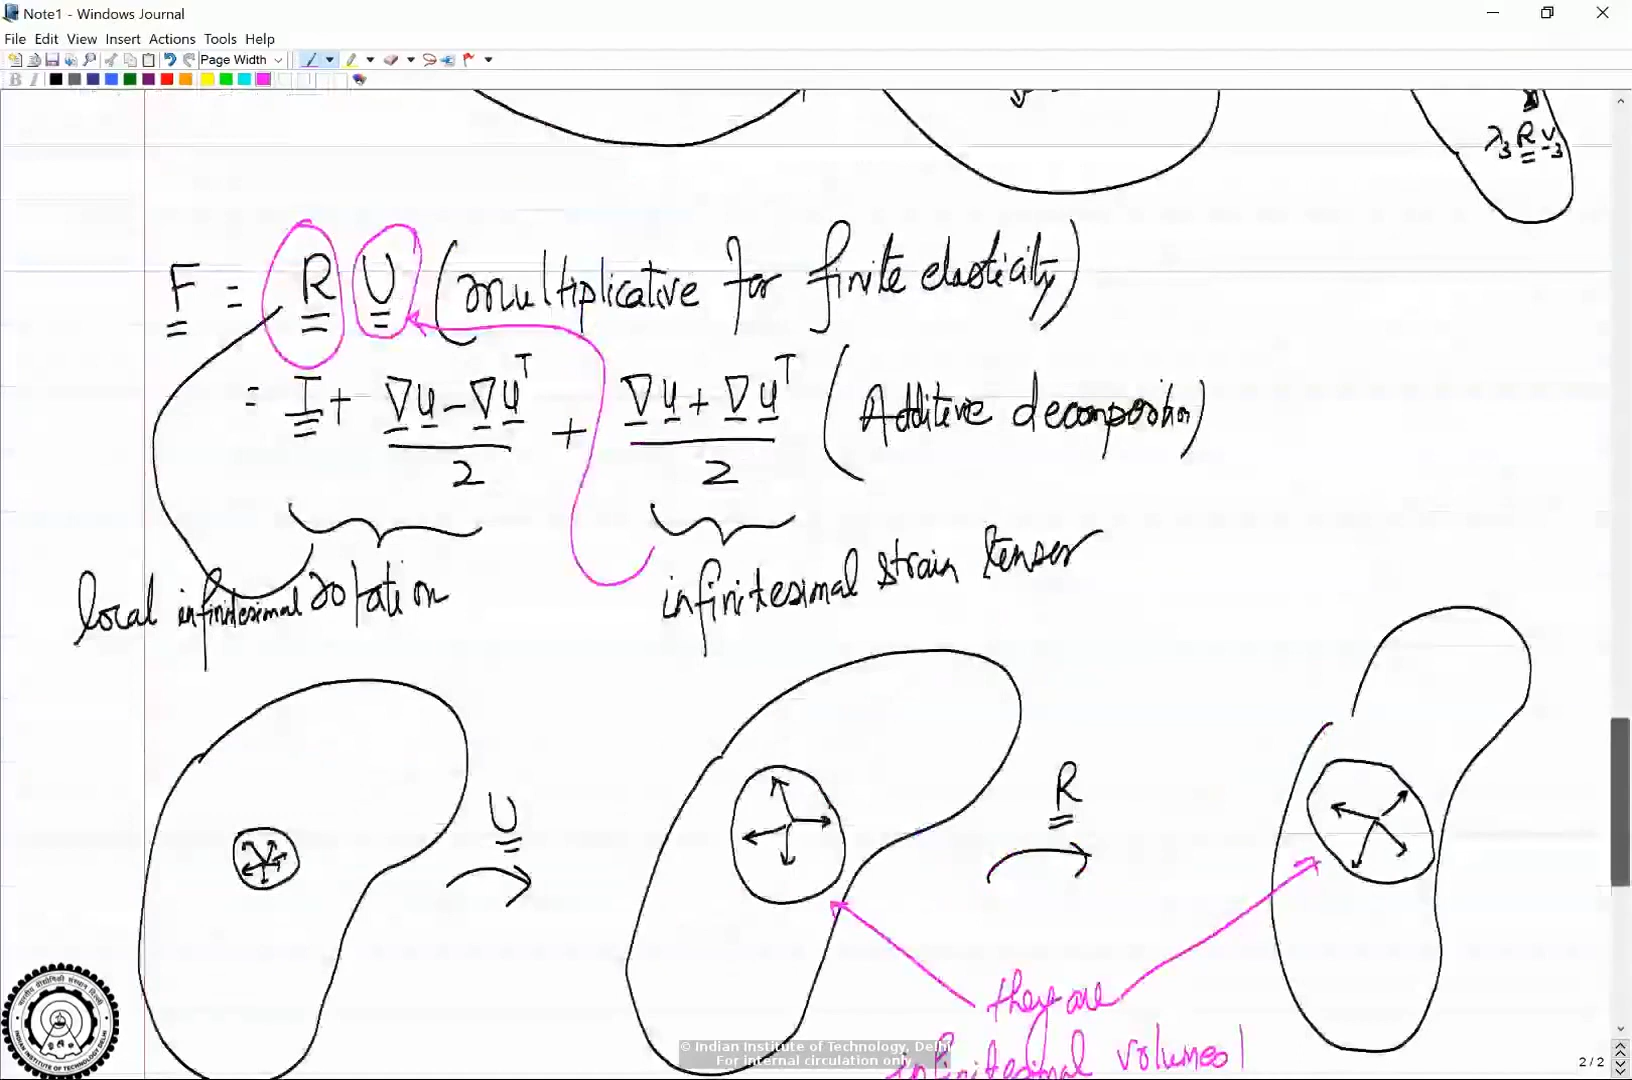 Note1 - Windows Journal
File Edit View Insert Actions Tools Help
Page Width
B I
λ₃ R v₃
F = R U (multiplicative for finite elasticity)
= I + (∇u - ∇uᵀ)/2 + (∇u + ∇uᵀ)/2 (Additive decomposition)
local infinitesimal rotation
infinitesimal strain tensor
U
R
they are
infinitesimal volumes!
© Indian Institute of Technology, Delhi
For internal circulation only
2 / 2